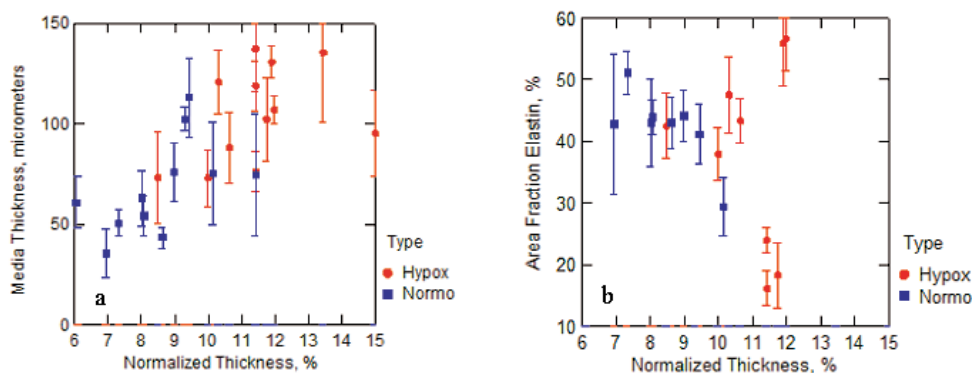 150
100
50
0
Media Thickness, micrometers
a
Type
Hypox
Normo
6 7 8 9 10 11 12 13 14 15
Normalized Thickness, %
60
50
40
30
20
10
Area Fraction Elastin, %
b
Type
Hypox
Normo
6 7 8 9 10 11 12 13 14 15
Normalized Thickness, %